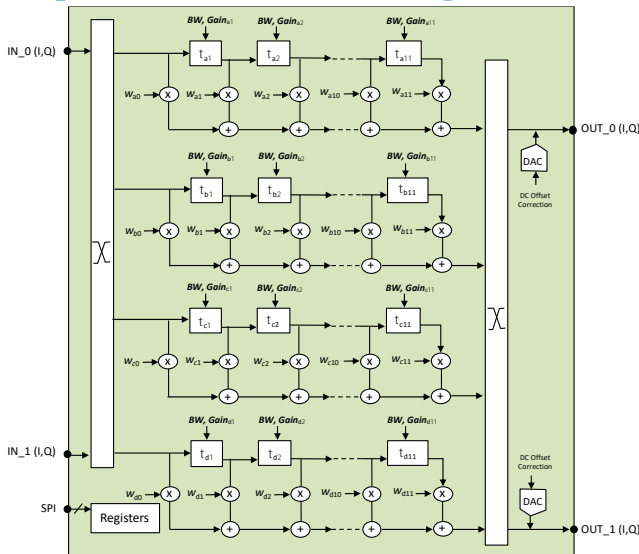 BW, Gaina1 BW, Gaina2 BW, Gaina11
IN_0 (I,Q)
ta1 ta2 ta11
wa0 x wa1 x wa2 x wa10 x wa11 x
+ + + +
OUT_0 (I,Q)
DAC
DC Offset
Correction
BW, Gainb1 BW, Gainb2 BW, Gainb11
tb1 tb2 tb11
wb0 x wb1 x wb2 x wb10 x wb11 x
+ + + +
BW, Gainc1 BW, Gainc2 BW, Gainc11
tc1 tc2 tc11
wc0 x wc1 x wc2 x wc10 x wc11 x
+ + + +
BW, Gaind1 BW, Gaind2 BW, Gaind11
IN_1 (I,Q)
td1 td2 td11
DC Offset
Correction
wd0 x wd1 x wd2 x wd10 x wd11 x
DAC
SPI
Registers
+ + + +
OUT_1 (I,Q)